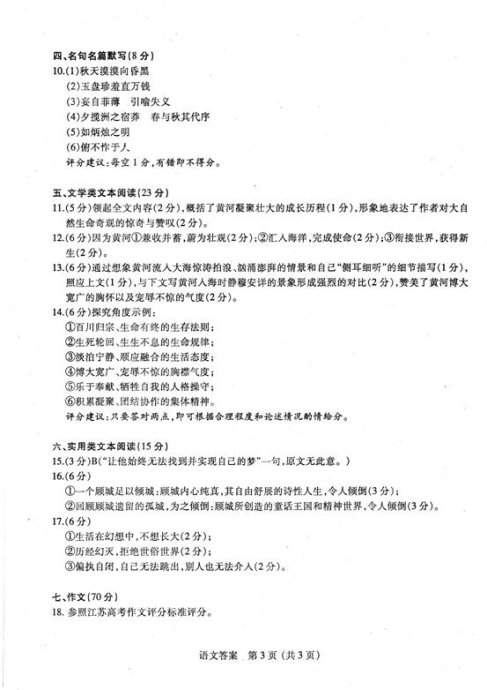 四、名句名篇默写(8分)
10.(1)秋天漠漠向昏黑
(2)玉盘珍羞直万钱
(3)妄自菲薄　引喻失义
(4)夕揽洲之宿莽　春与秋其代序
(5)如炳烛之明
(6)俯不怍于人
评分建议:每空1分,有错即不得分。
五、文学类文本阅读(23分)
11.(5分)领起全文内容(2分),概括了黄河凝聚壮大的成长历程(1分),形象地表达了作者对大自
然生命奇观的惊奇与赞叹(2分)。
12.(6分)因为黄河①兼收并蓄,蔚为壮观(2分);②汇入海洋,完成使命(2分);③衔接世界,获得新
生(2分)。
13.(6分)通过想象黄河流入大海惊涛拍浪、汹涌澎湃的情景和自己“侧耳细听”的细节描写(1分),
照应上文(1分),与下文写黄河入海时静穆安详的景象形成强烈的对比(2分),赞美了黄河博大
宽广的胸怀以及宠辱不惊的气度(2分)。
14.(6分)探究角度示例:
①百川归宗、生命有终的生存法则;
②生死轮回、生生不息的生命规律;
③淡泊宁静、顺应融合的生活态度;
④博大宽广、宠辱不惊的胸襟气度;
⑤乐于奉献、牺牲自我的人格操守;
⑥积累凝聚、团结协作的集体精神。
评分建议:只要答对两点,即可根据合理程度和论述情况酌情给分。
六、实用类文本阅读(15分)
15.(3分)B(“让他始终无法找到并实现自己的梦”一句,原文无此意。)
16.(6分)
①一个顾城足以倾城:顾城内心纯真,其自由舒展的诗性人生,令人倾倒(3分);
②回顾顾城遗留的孤城,为之倾倒:顾城所创造的童话王国和精神世界,令人倾倒(3分)。
17.(6分)
①生活在幻想中,不想长大(2分);
②历经幻灭,拒绝世俗世界(2分);
③偏执自闭,自己无法跳出,别人也无法介入(2分)。
七、作文(70分)
18. 参照江苏高考作文评分标准评分。
语文答案　第3页(共3页)